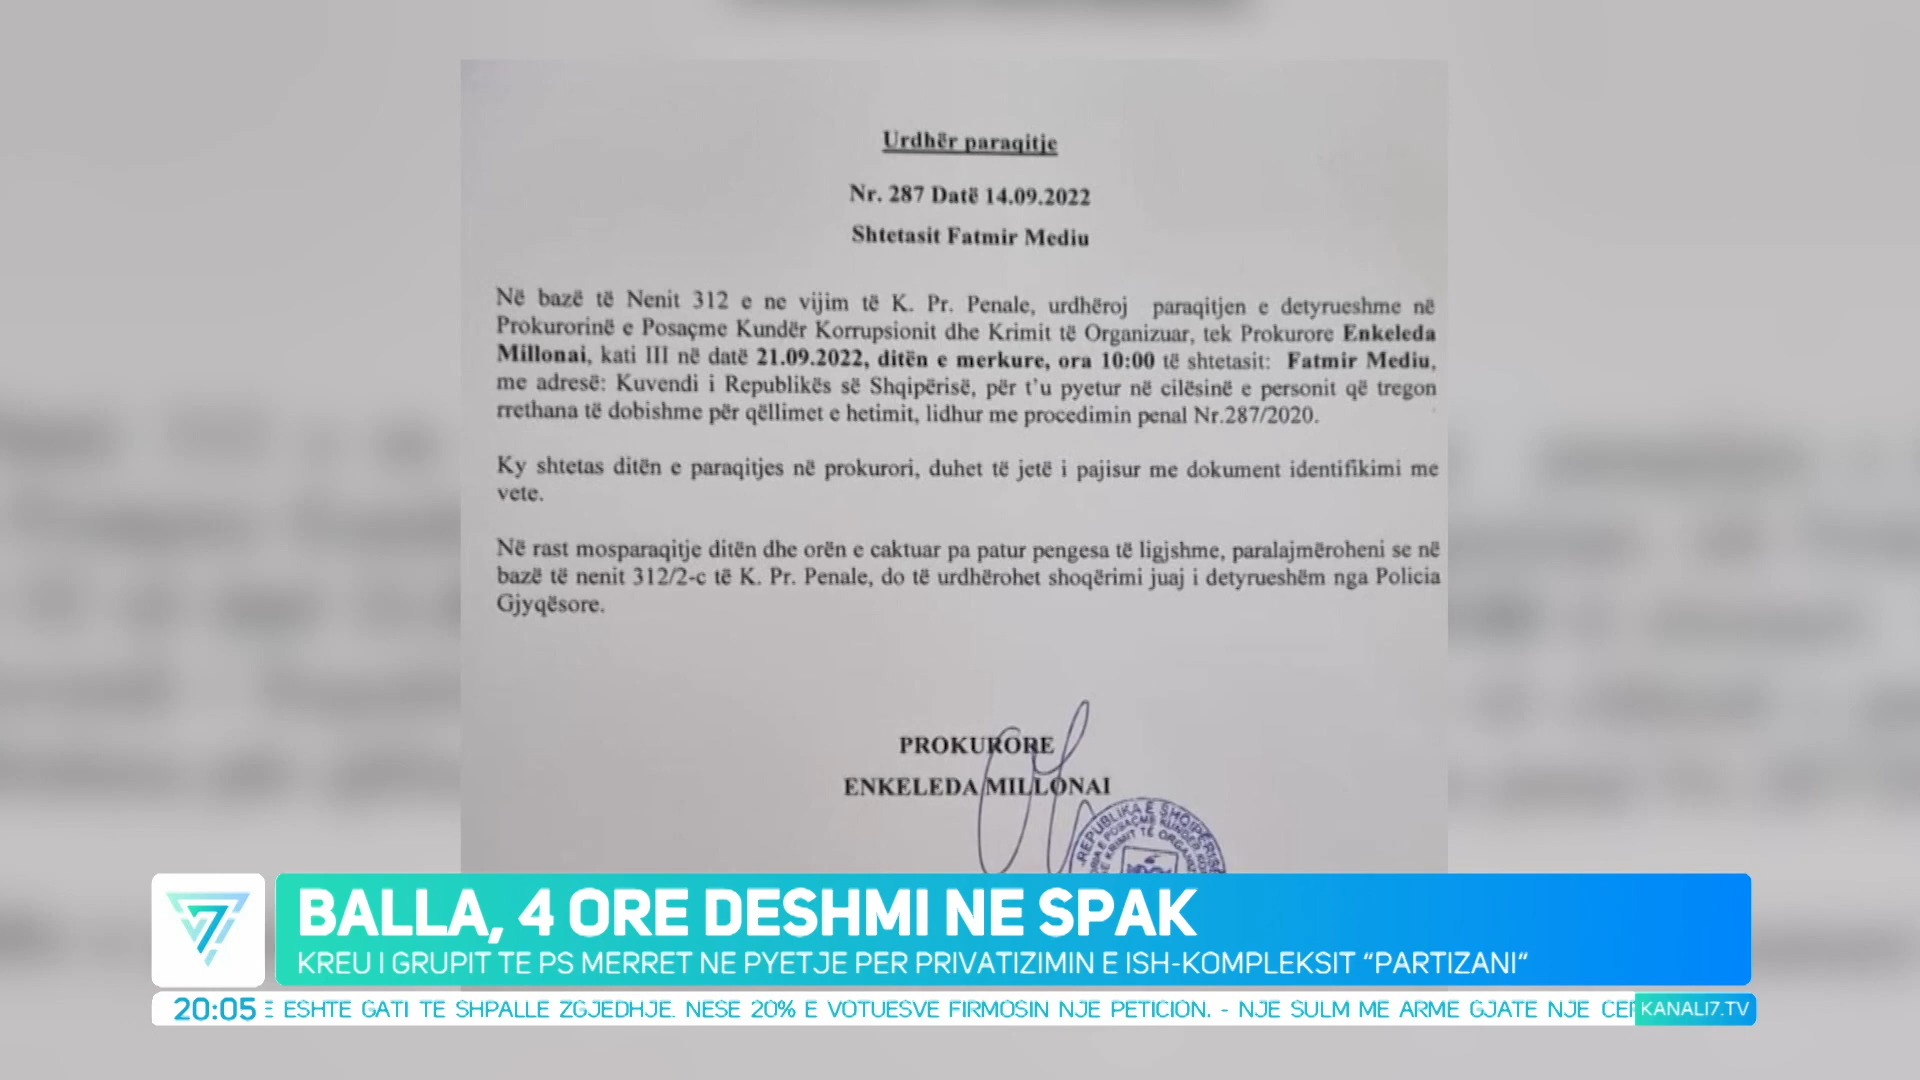 Urdhër paraqitje
Nr. 287 Datë 14.09.2022
Shtetasit Fatmir Mediu
Në bazë të Nenit 312 e ne vijim të K. Pr. Penale, urdhëroj paraqitjen e detyrueshme në
Prokurorinë e Posaçme Kundër Korrupsionit dhe Krimit të Organizuar, tek Prokurore Enkeleda
Millonai, kati III në datë 21.09.2022, ditën e merkure, ora 10:00 të shtetasit: Fatmir Mediu,
me adresë: Kuvendi i Republikës së Shqipërisë, për t'u pyetur në cilësinë e personit që tregon
rrethana të dobishme për qëllimet e hetimit, lidhur me procedimin penal Nr.287/2020.
Ky shtetas ditën e paraqitjes në prokurori, duhet të jetë i pajisur me dokument identifikimi me
vete.
Në rast mosparaqitje ditën dhe orën e caktuar pa patur pengesa të ligjshme, paralajmëroheni se në
bazë të nenit 312/2-c të K. Pr. Penale, do të urdhërohet shoqërimi juaj i detyrueshëm nga Policia
Gjyqësore.
PROKURORE
ENKELEDA MILLONAI
REPUBLIKA E SHQIPËRISË
E POSAÇME KUNDËR
KRIMIT TË ORGANIZ
BALLA, 4 ORE DESHMI NE SPAK
KREU I GRUPIT TE PS MERRET NE PYETJE PER PRIVATIZIMIN E ISH-KOMPLEKSIT “PARTIZANI”
20:05 E ESHTE GATI TE SHPALLE ZGJEDHJE. NESE 20% E VOTUESVE FIRMOSIN NJE PETICION. - NJE SULM ME ARME GJATE NJE CER KANALI7.TV